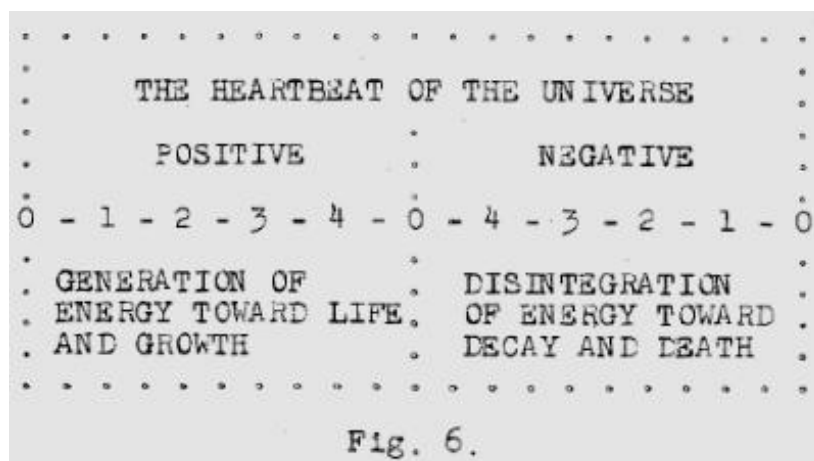 THE HEARTBEAT OF THE UNIVERSE
POSITIVE NEGATIVE
0 - 1 - 2 - 3 - 4 - 0 - 4 - 3 - 2 - 1 - 0
GENERATION OF
ENERGY TOWARD LIFE
AND GROWTH
DISINTEGRATION
OF ENERGY TOWARD
DECAY AND DEATH
Fig. 6.